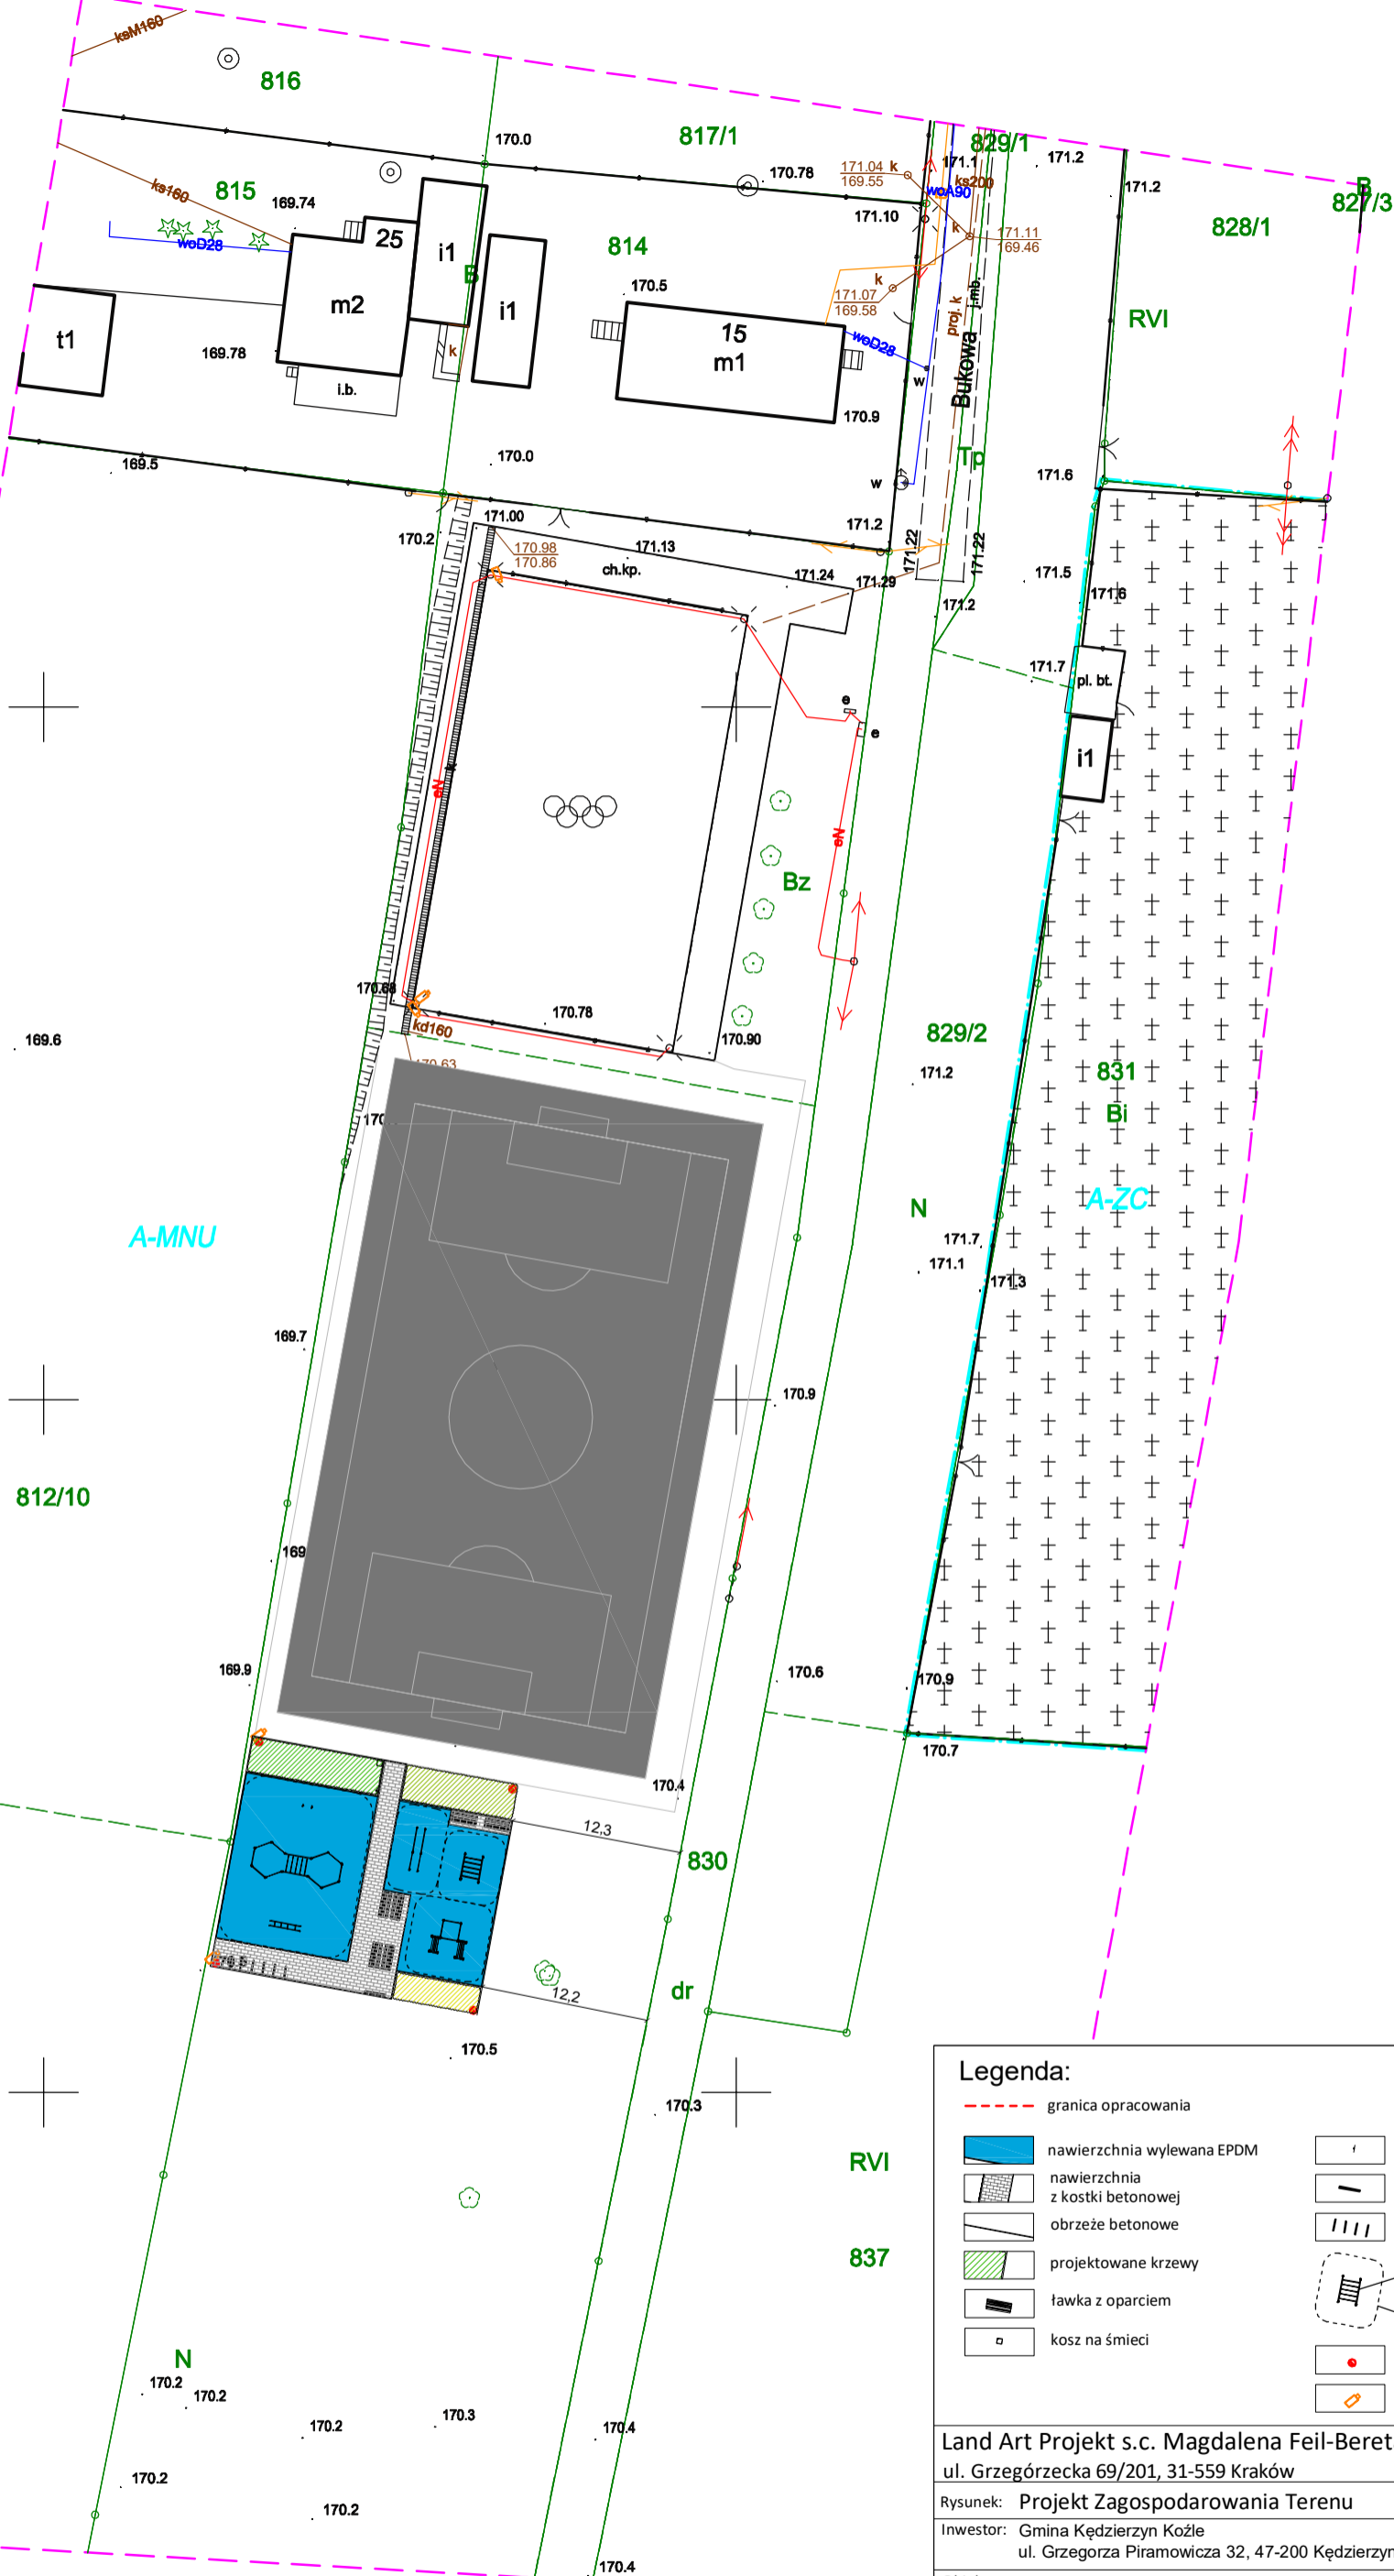 ksM160
816
170.0
817/1
829/1
171.2
171.04
169.55
k
171.1
ks200
170.78
815
ks160
169.74
woA90
171.2
B
827/3
828/1
171.10
woD28
25
i1
814
k
171.11
169.46
B
170.5
k
171.07
169.58
proj. k
j.mb.
m2
i1
15
m1
RVI
t1
169.78
k
woD28
w
Bukowa
i.b.
170.9
169.5
170.0
Tp
171.6
w
171.00
171.2
170.2
170.98
170.86
171.13
171.22
171.22
ch.kp.
171.24
171.29
171.5
171.6
171.2
171.7
pl. bt.
e
e
i1
eN
eN
Bz
170.68
170.78
kd160
170.90
829/2
169.6
170.63
171.2
831
Bi
170
N
A-ZC
A-MNU
171.7
171.1
171.3
169.7
170.9
812/10
169
169.9
170.6
170.9
170.7
170.4
12,3
830
12,2
dr
170.5
170.3
RVI
837
N
170.2
170.2
170.2
170.3
170.4
170.2
170.2
170.4
Legenda:
granica opracowania
nawierzchnia wylewana EPDM
nawierzchnia
z kostki betonowej
obrzeże betonowe
projektowane krzewy
ławka z oparciem
kosz na śmieci
Land Art Projekt s.c. Magdalena Feil-Beret
ul. Grzegórzecka 69/201, 31-559 Kraków
Rysunek: Projekt Zagospodarowania Terenu
Inwestor: Gmina Kędzierzyn Koźle
ul. Grzegorza Piramowicza 32, 47-200 Kędzierzyn